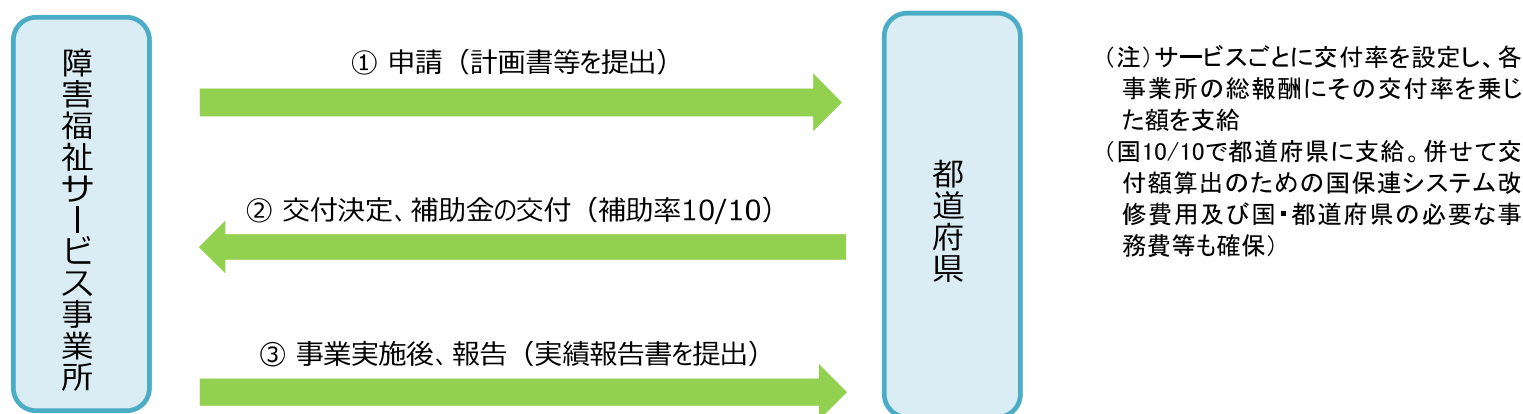 障害福祉サービス事業所
① 申請（計画書等を提出）
② 交付決定、補助金の交付（補助率10/10）
③ 事業実施後、報告（実績報告書を提出）
都道府県
（注）サービスごとに交付率を設定し、各
事業所の総報酬にその交付率を乗じ
た額を支給
（国10/10で都道府県に支給。併せて交
付額算出のための国保連システム改
修費用及び国・都道府県の必要な事
務費等も確保）